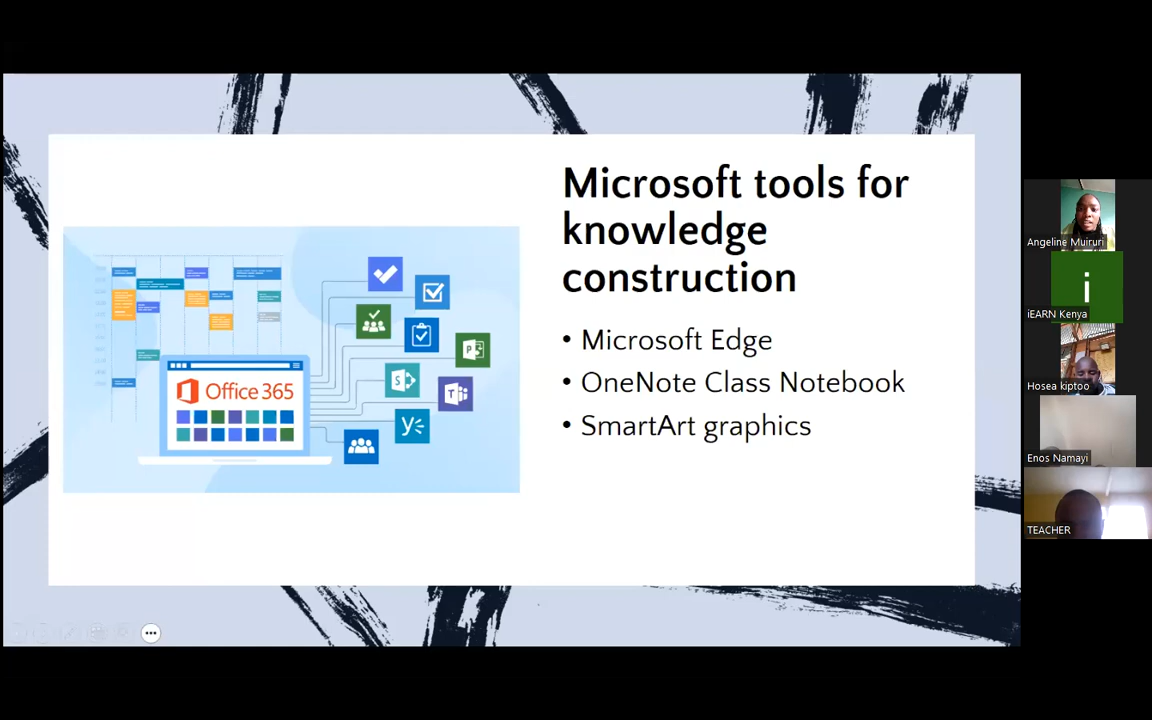 Microsoft tools for
knowledge
construction
• Microsoft Edge
• OneNote Class Notebook
• SmartArt graphics
Office 365
Angeline Muiruri
i
iEARN Kenya
Hosea kiptoo
Enos Namayi
TEACHER